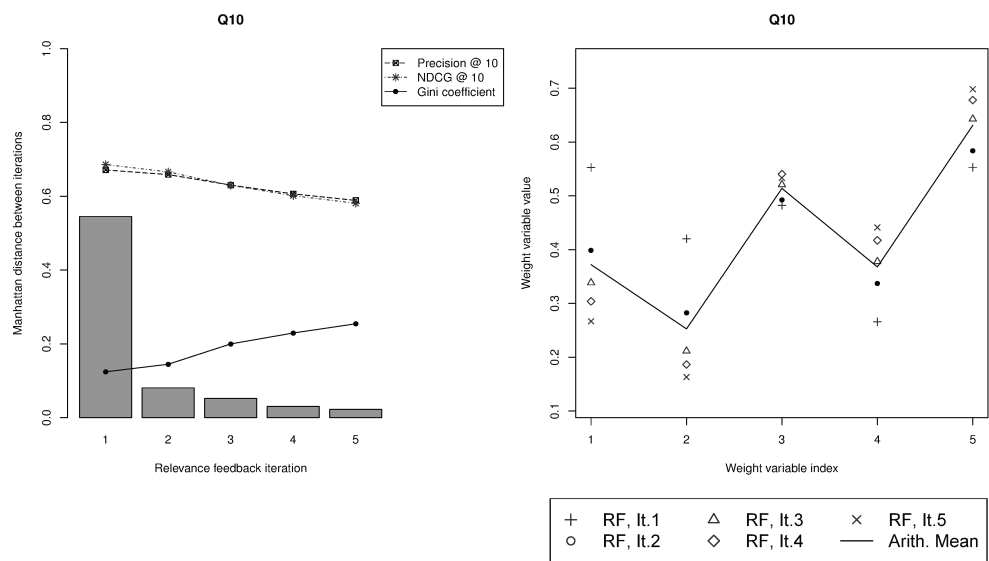 Q10
Manhattan distance between iterations
1.0
0.8
0.6
0.4
0.2
0.0
Precision @ 10
NDCG @ 10
Gini coefficient
1 2 3 4 5
Relevance feedback iteration
Q10
Weight variable value
0.7
0.6
0.5
0.4
0.3
0.2
0.1
1 2 3 4 5
Weight variable index
RF, It.1 RF, It.3 RF, It.5
RF, It.2 RF, It.4 Arith. Mean